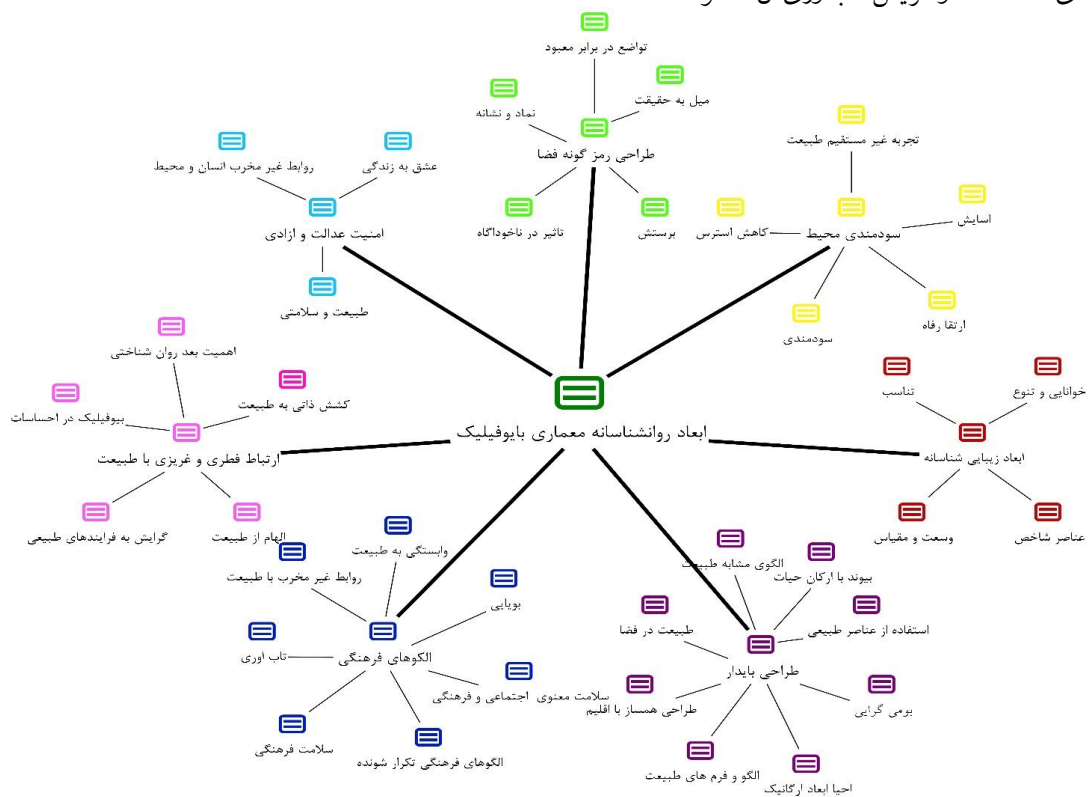 تواضع در برابر معبود
میل به حقیقت
نماد و نشانه
طراحی رمز گونه فضا
تاثیر در ناخوداگاه
برستش
تجربه غیر مستقیم طبیعت
اسایش
کاهش استرس
سودمندی محیط
ارتقا رفاه
سودمندی
روابط غیر مخرب انسان و محیط
عشق به زندگی
امنیت عدالت و ازادی
طبیعت و سلامتی
اهمیت بعد روان شناختی
کشش ذاتی به طبیعت
بیوفیلیک در احساسات
ارتباط فطری و غریزی با طبیعت
گرایش به فرایندهای طبیعی
الهام از طبیعت
ابعاد روانشناسانه معماری بایوفیلیک
خوانایی و تنوع
تناسب
ابعاد زیبایی شناسانه
وسعت و مقیاس
عناصر شاخص
وابستگی به طبیعت
روابط غیر مخرب با طبیعت
بویایی
تاب اوری
الگوهای فرهنگی
سلامت معنوی اجتماعی و فرهنگی
سلامت فرهنگی
الگوهای فرهنگی تکرار شونده
الگوی مشابه طبیعت
بیوند با ارکان حیات
طبیعت در فضا
استفاده از عناصر طبیعی
طراحی بایدار
طراحی همساز با اقلیم
بومی گرایی
الگو و فرم های طبیعت
احیا ابعاد ارگانیک